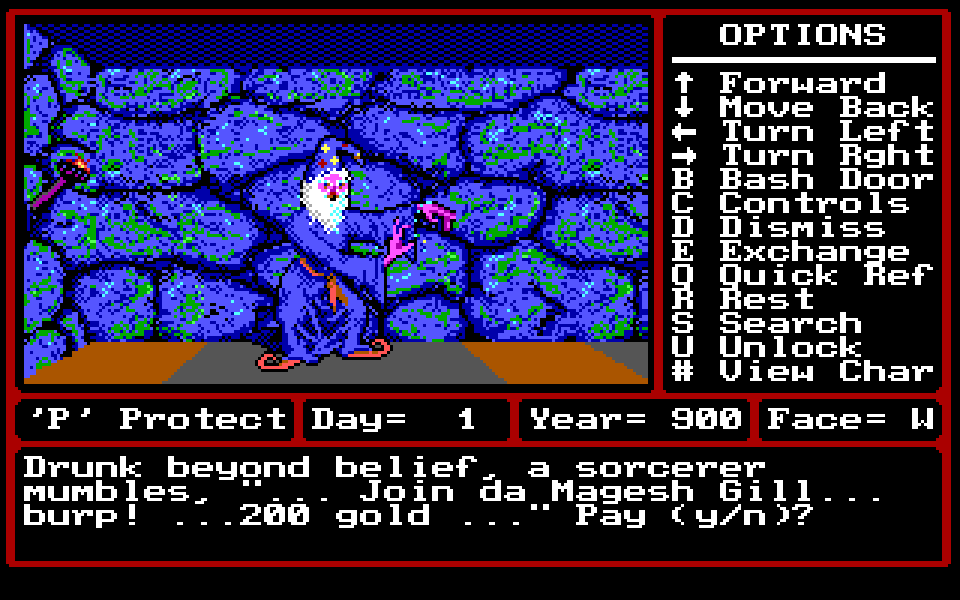 OPTIONS
↑ Forward
↓ Move Back
← Turn Left
→ Turn Rght
B Bash Door
C Controls
D Dismiss
E Exchange
Q Quick Ref
R Rest
S Search
U Unlock
# View Char
'P' Protect
Day= 1
Year= 900
Face= W
Drunk beyond belief, a sorcerer
mumbles, "... Join da Magesh Gill...
burp! ...200 gold ..." Pay (y/n)?